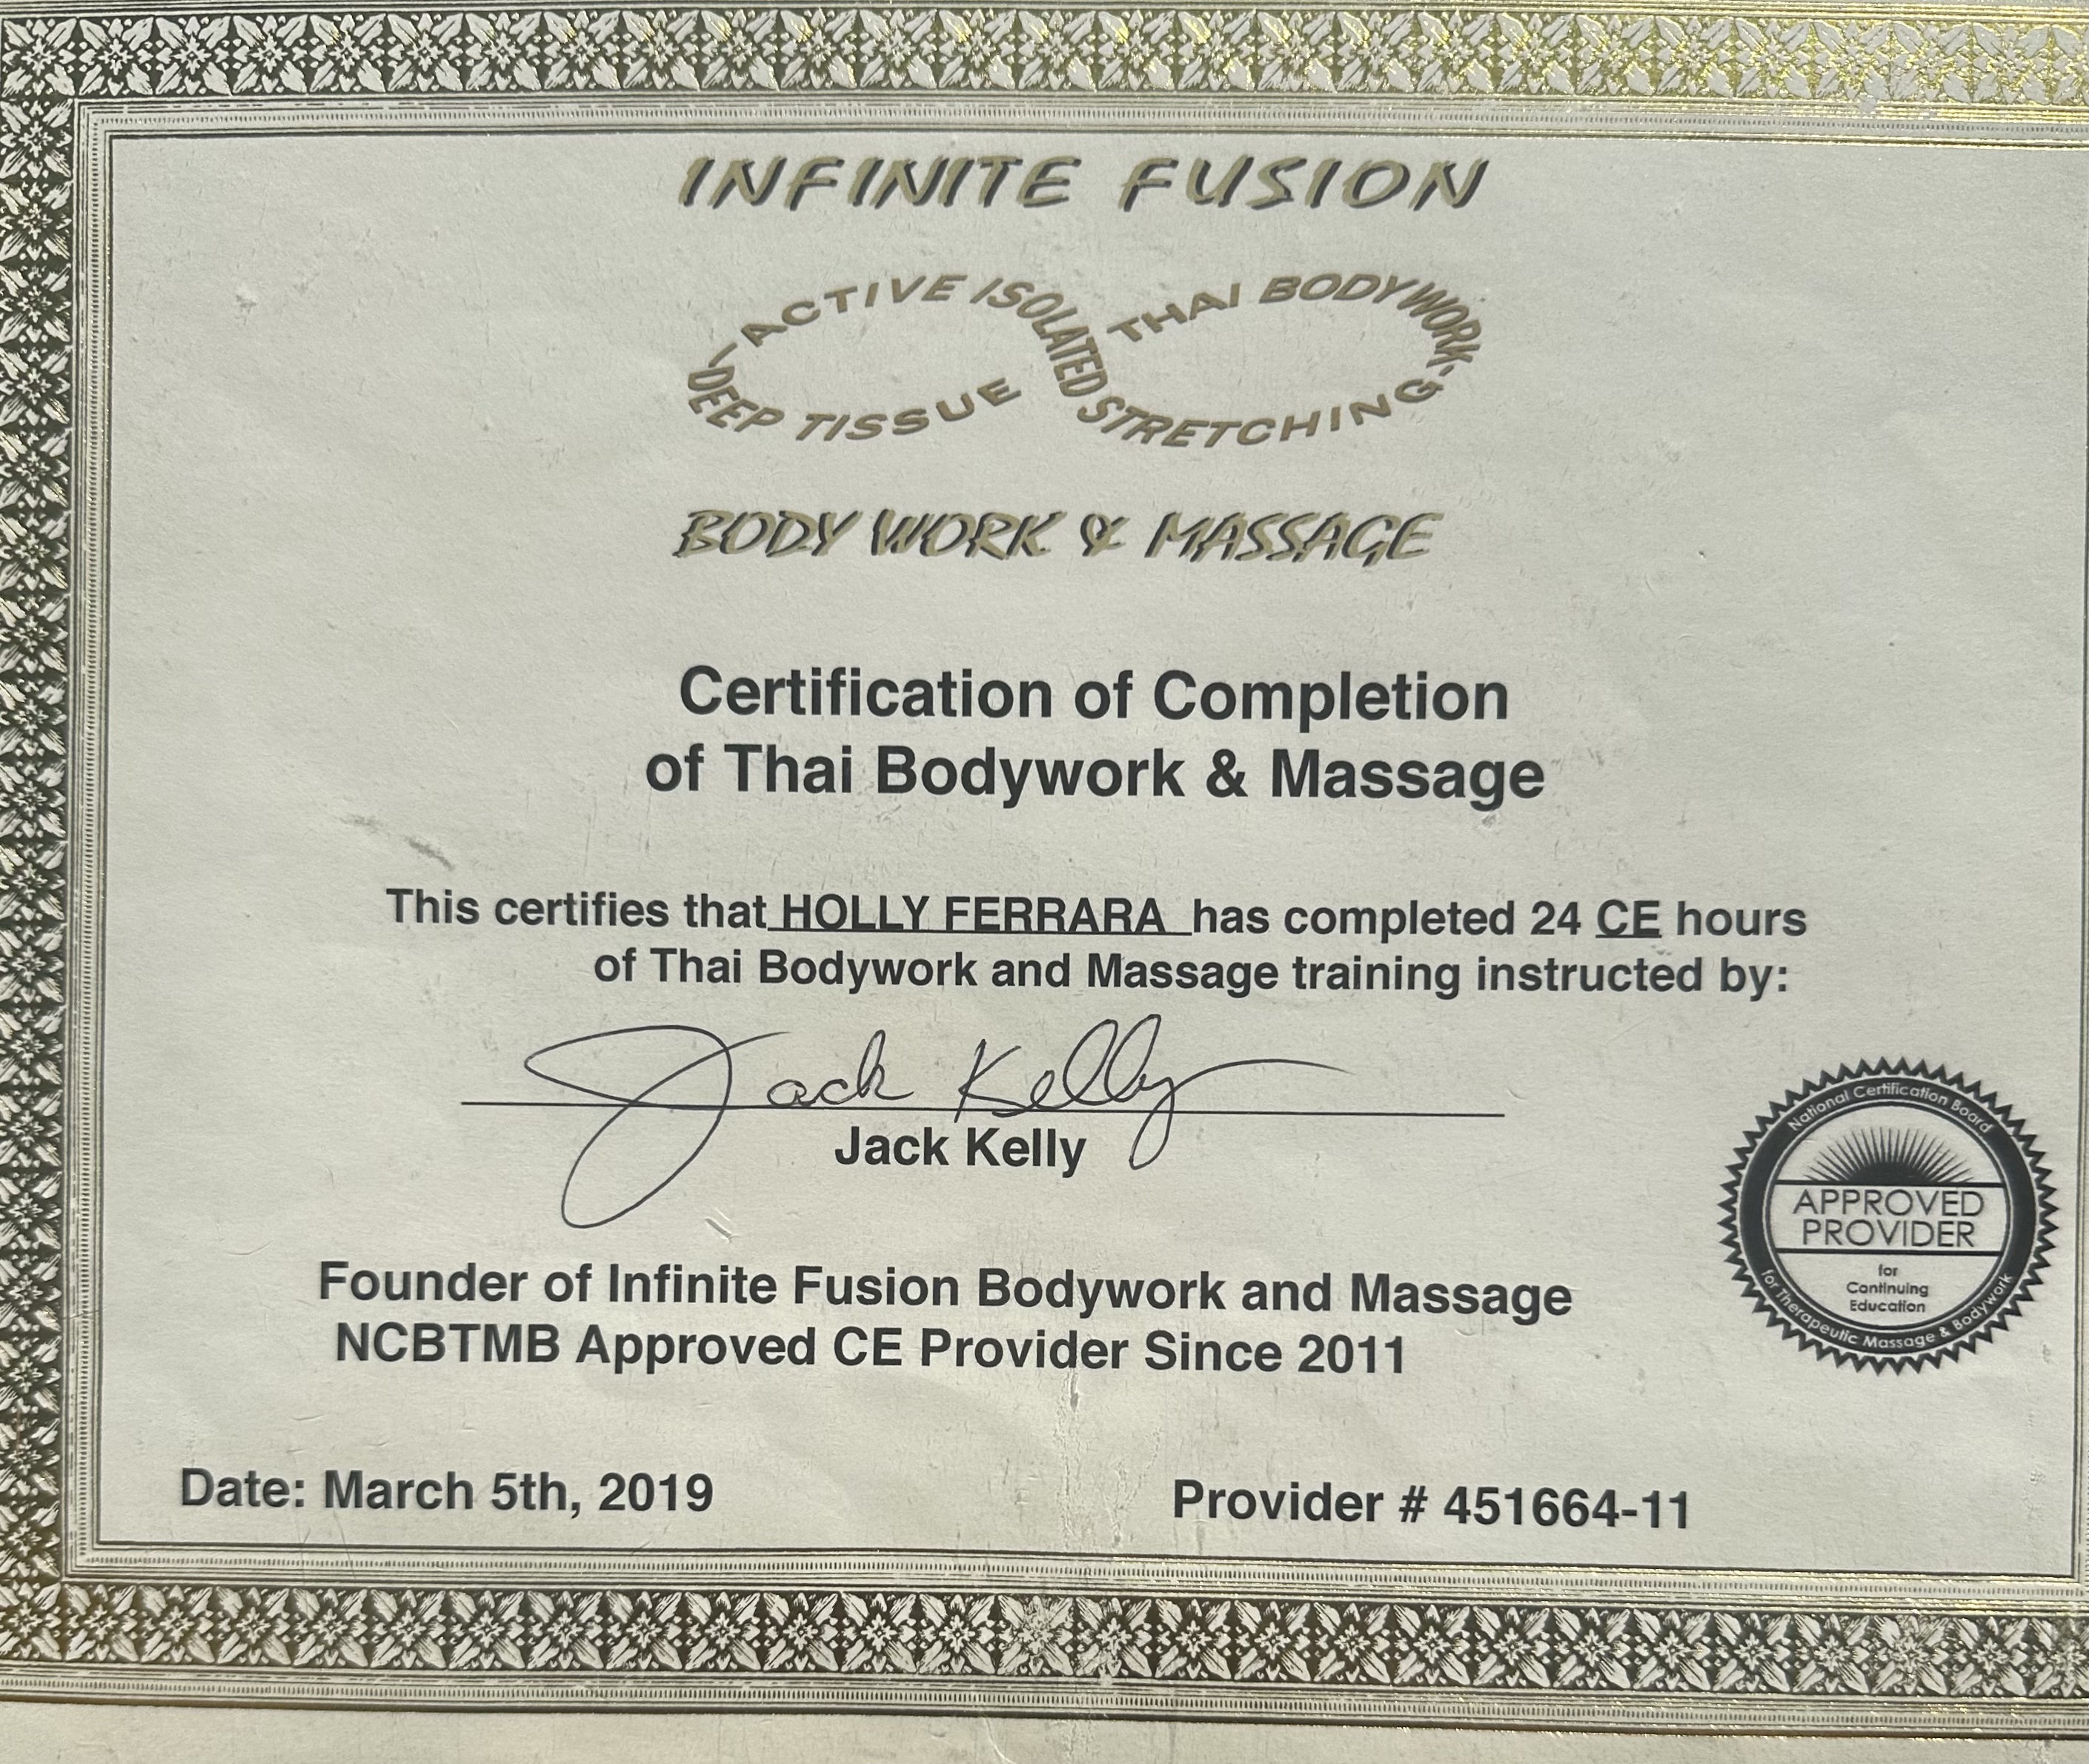 INFINITE FUSION
ACTIVE ISOLATED STRETCHING
THAI BODYWORK
DEEP TISSUE
BODY WORK & MASSAGE
Certification of Completion
of Thai Bodywork & Massage
This certifies that HOLLY FERRARA has completed 24 CE hours
of Thai Bodywork and Massage training instructed by:
Jack Kelly
Jack Kelly
National Certification Board
APPROVED
PROVIDER
for
Continuing
Education
for Therapeutic Massage & Bodywork
Founder of Infinite Fusion Bodywork and Massage
NCBTMB Approved CE Provider Since 2011
Date: March 5th, 2019
Provider # 451664-11